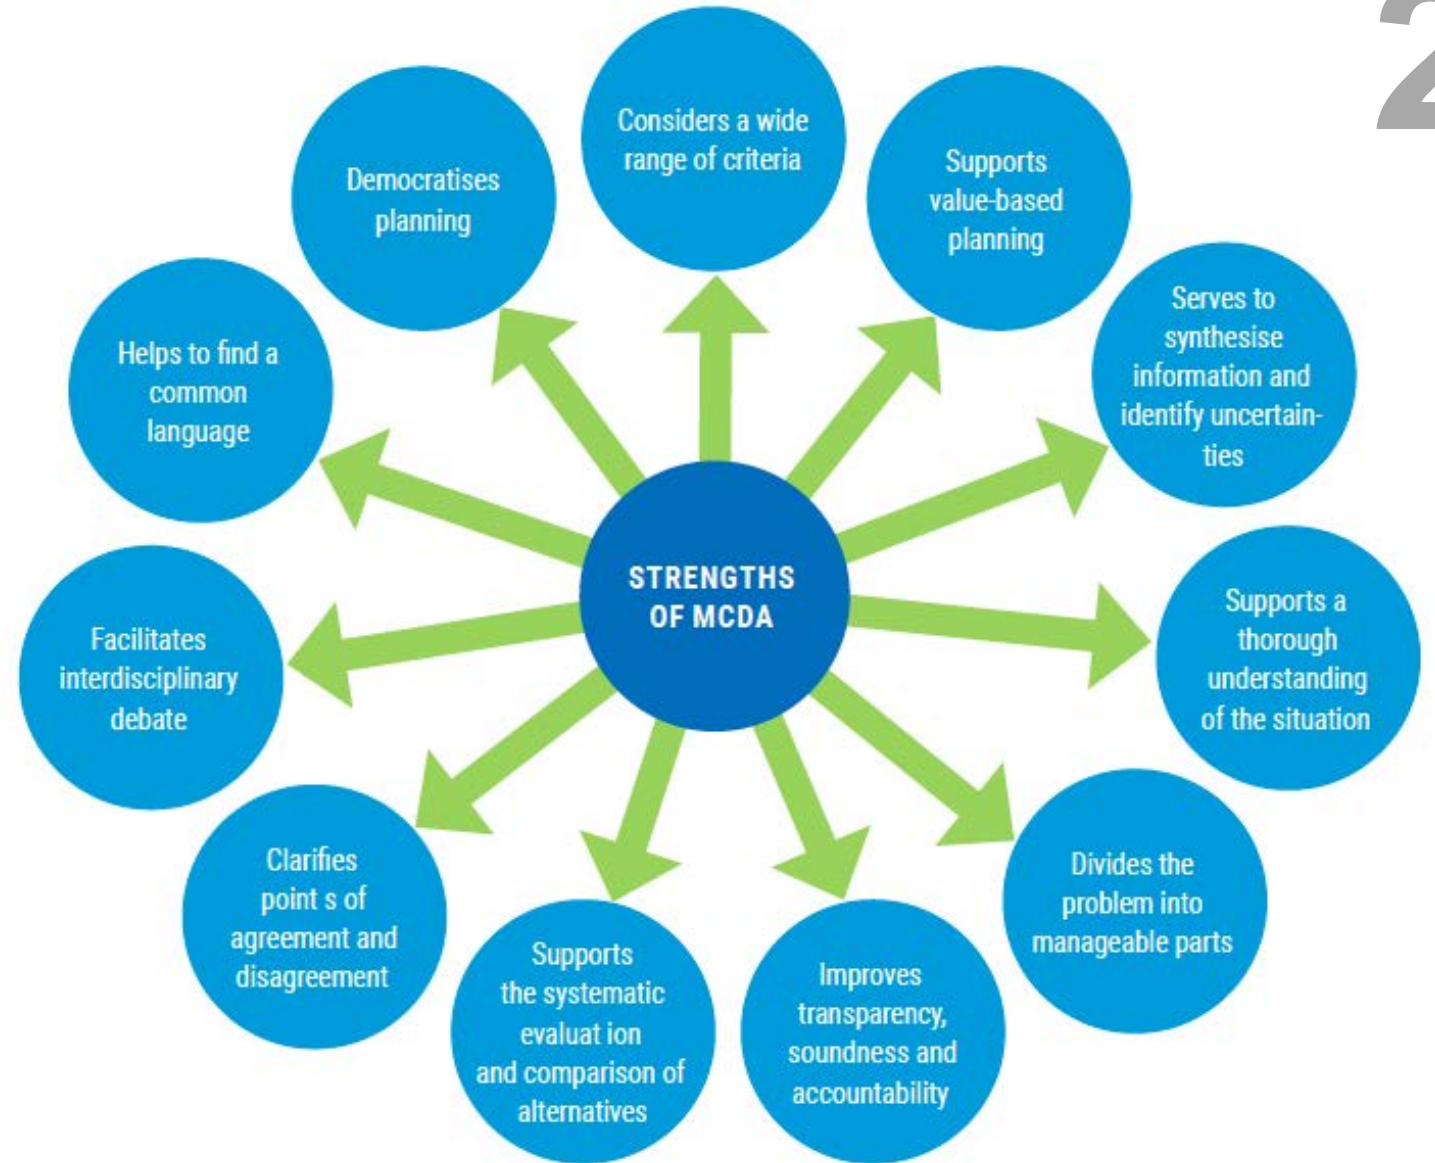 2
Considers a wide
range of criteria
Supports
value-based
planning
Serves to
synthesise
information and
identify uncertain-
ties
Supports a
thorough
understanding
of the situation
Divides the
problem into
manageable parts
Improves
transparency,
soundness and
accountability
Supports
the systematic
evaluat ion
and comparison of
alternatives
Clarifies
point s of
agreement and
disagreement
Facilitates
interdisciplinary
debate
Helps to find a
common
language
Democratises
planning
STRENGTHS
OF MCDA